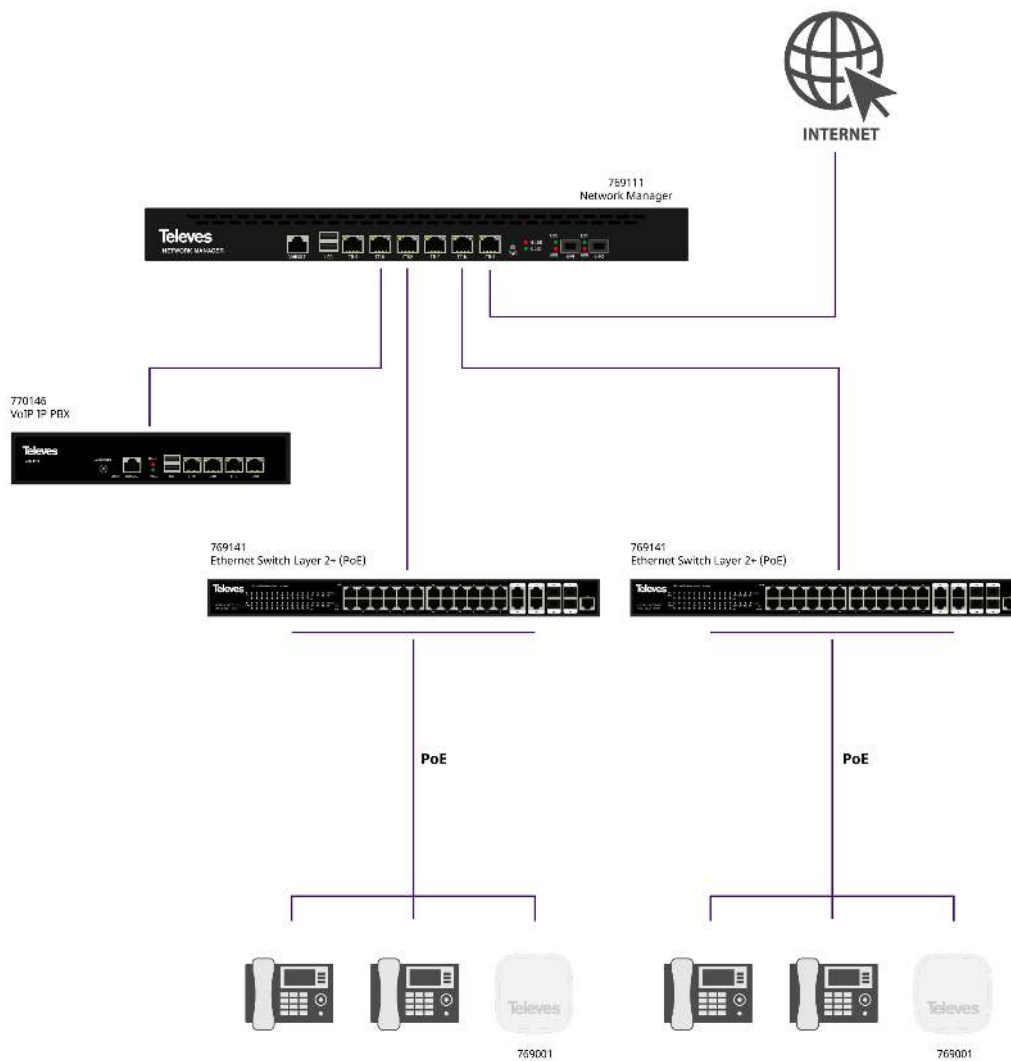 INTERNET
769111
Network Manager
Televes
NETWORK MANAGER
770146
VoIP IP PBX
Televes
769141
Ethernet Switch Layer 2+ (PoE)
769141
Ethernet Switch Layer 2+ (PoE)
Televes
Televes
PoE
PoE
Televes
Televes
769001
769001